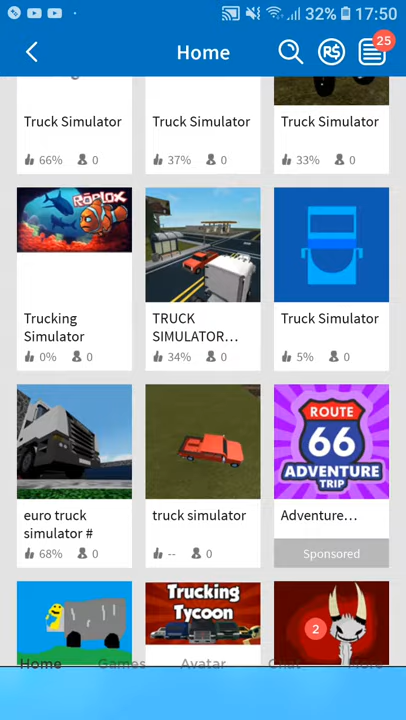 32% 17:50
Home
R$
25
Truck Simulator
Truck Simulator
Truck Simulator
66% 0
37% 0
33% 0
ROBLOX
Trucking
Simulator
TRUCK
SIMULATOR...
Truck Simulator
0% 0
34% 0
5% 0
ROUTE
66
ADVENTURE
TRIP
euro truck
simulator #
truck simulator
Adventure...
68% 0
-- 0
Sponsored
Trucking
Tycoon
2
Home Games Avatar Chat More